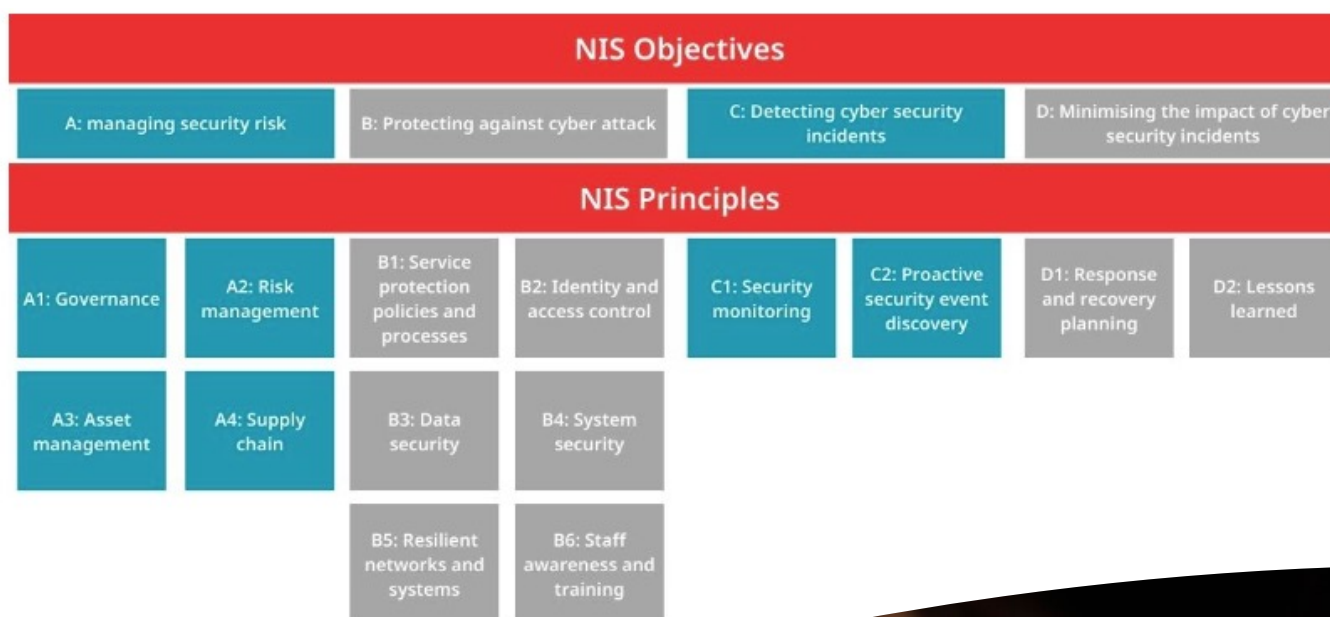 NIS Objectives
A: managing security risk
B: Protecting against cyber attack
C: Detecting cyber security
incidents
D: Minimising the impact of cyber
security incidents
NIS Principles
A1: Governance
A2: Risk
management
B1: Service
protection
policies and
processes
B2: Identity and
access control
C1: Security
monitoring
C2: Proactive
security event
discovery
D1: Response
and recovery
planning
D2: Lessons
learned
A3: Asset
management
A4: Supply
chain
B3: Data
security
B4: System
security
B5: Resilient
networks and
systems
B6: Staff
awareness and
training